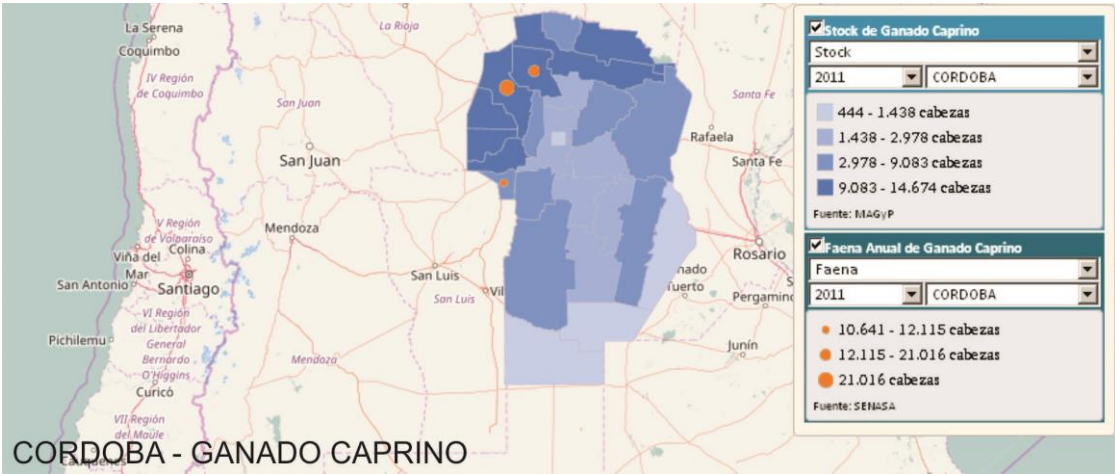 La Serena
Coquimbo
IV Región
de Coquimbo
La Rioja
San Juan
San Juan
Santa Fe
Rafaela
Santa Fe
V Región
de Valparaíso
Viña del
Mar
Colina
San Antonio
Santiago
Mendoza
San Luis
San Luis
Rosario
Pergamino
VI Región
del Libertador
General
Bernardo
O'Higgins
Pichilemu
Curicó
Mendoza
Junín
VII Región
del Maule
CORDOBA - GANADO CAPRINO
Stock de Ganado Caprino
Stock
2011 CORDOBA
444 - 1.438 cabezas
1.438 - 2.978 cabezas
2.978 - 9.083 cabezas
9.083 - 14.674 cabezas
Fuente: MAGyP
Faena Anual de Ganado Caprino
Faena
2011 CORDOBA
10.641 - 12.115 cabezas
12.115 - 21.016 cabezas
21.016 cabezas
Fuente: SENASA